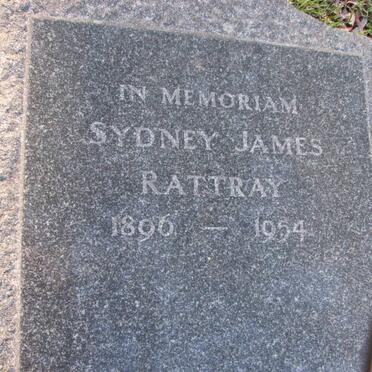 IN MEMORIAM
SYDNEY JAMES
RATTRAY
1896 — 1954